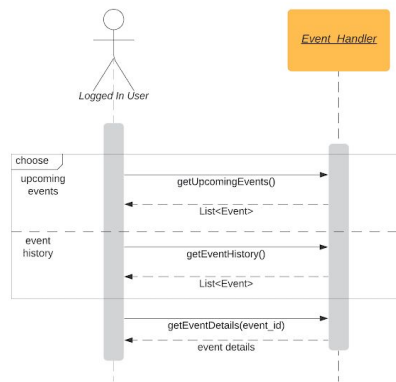 Event_Handler
Logged In User
choose
upcoming
events
getUpcomingEvents()
List<Event>
event
history
getEventHistory()
List<Event>
getEventDetails(event_id)
event details